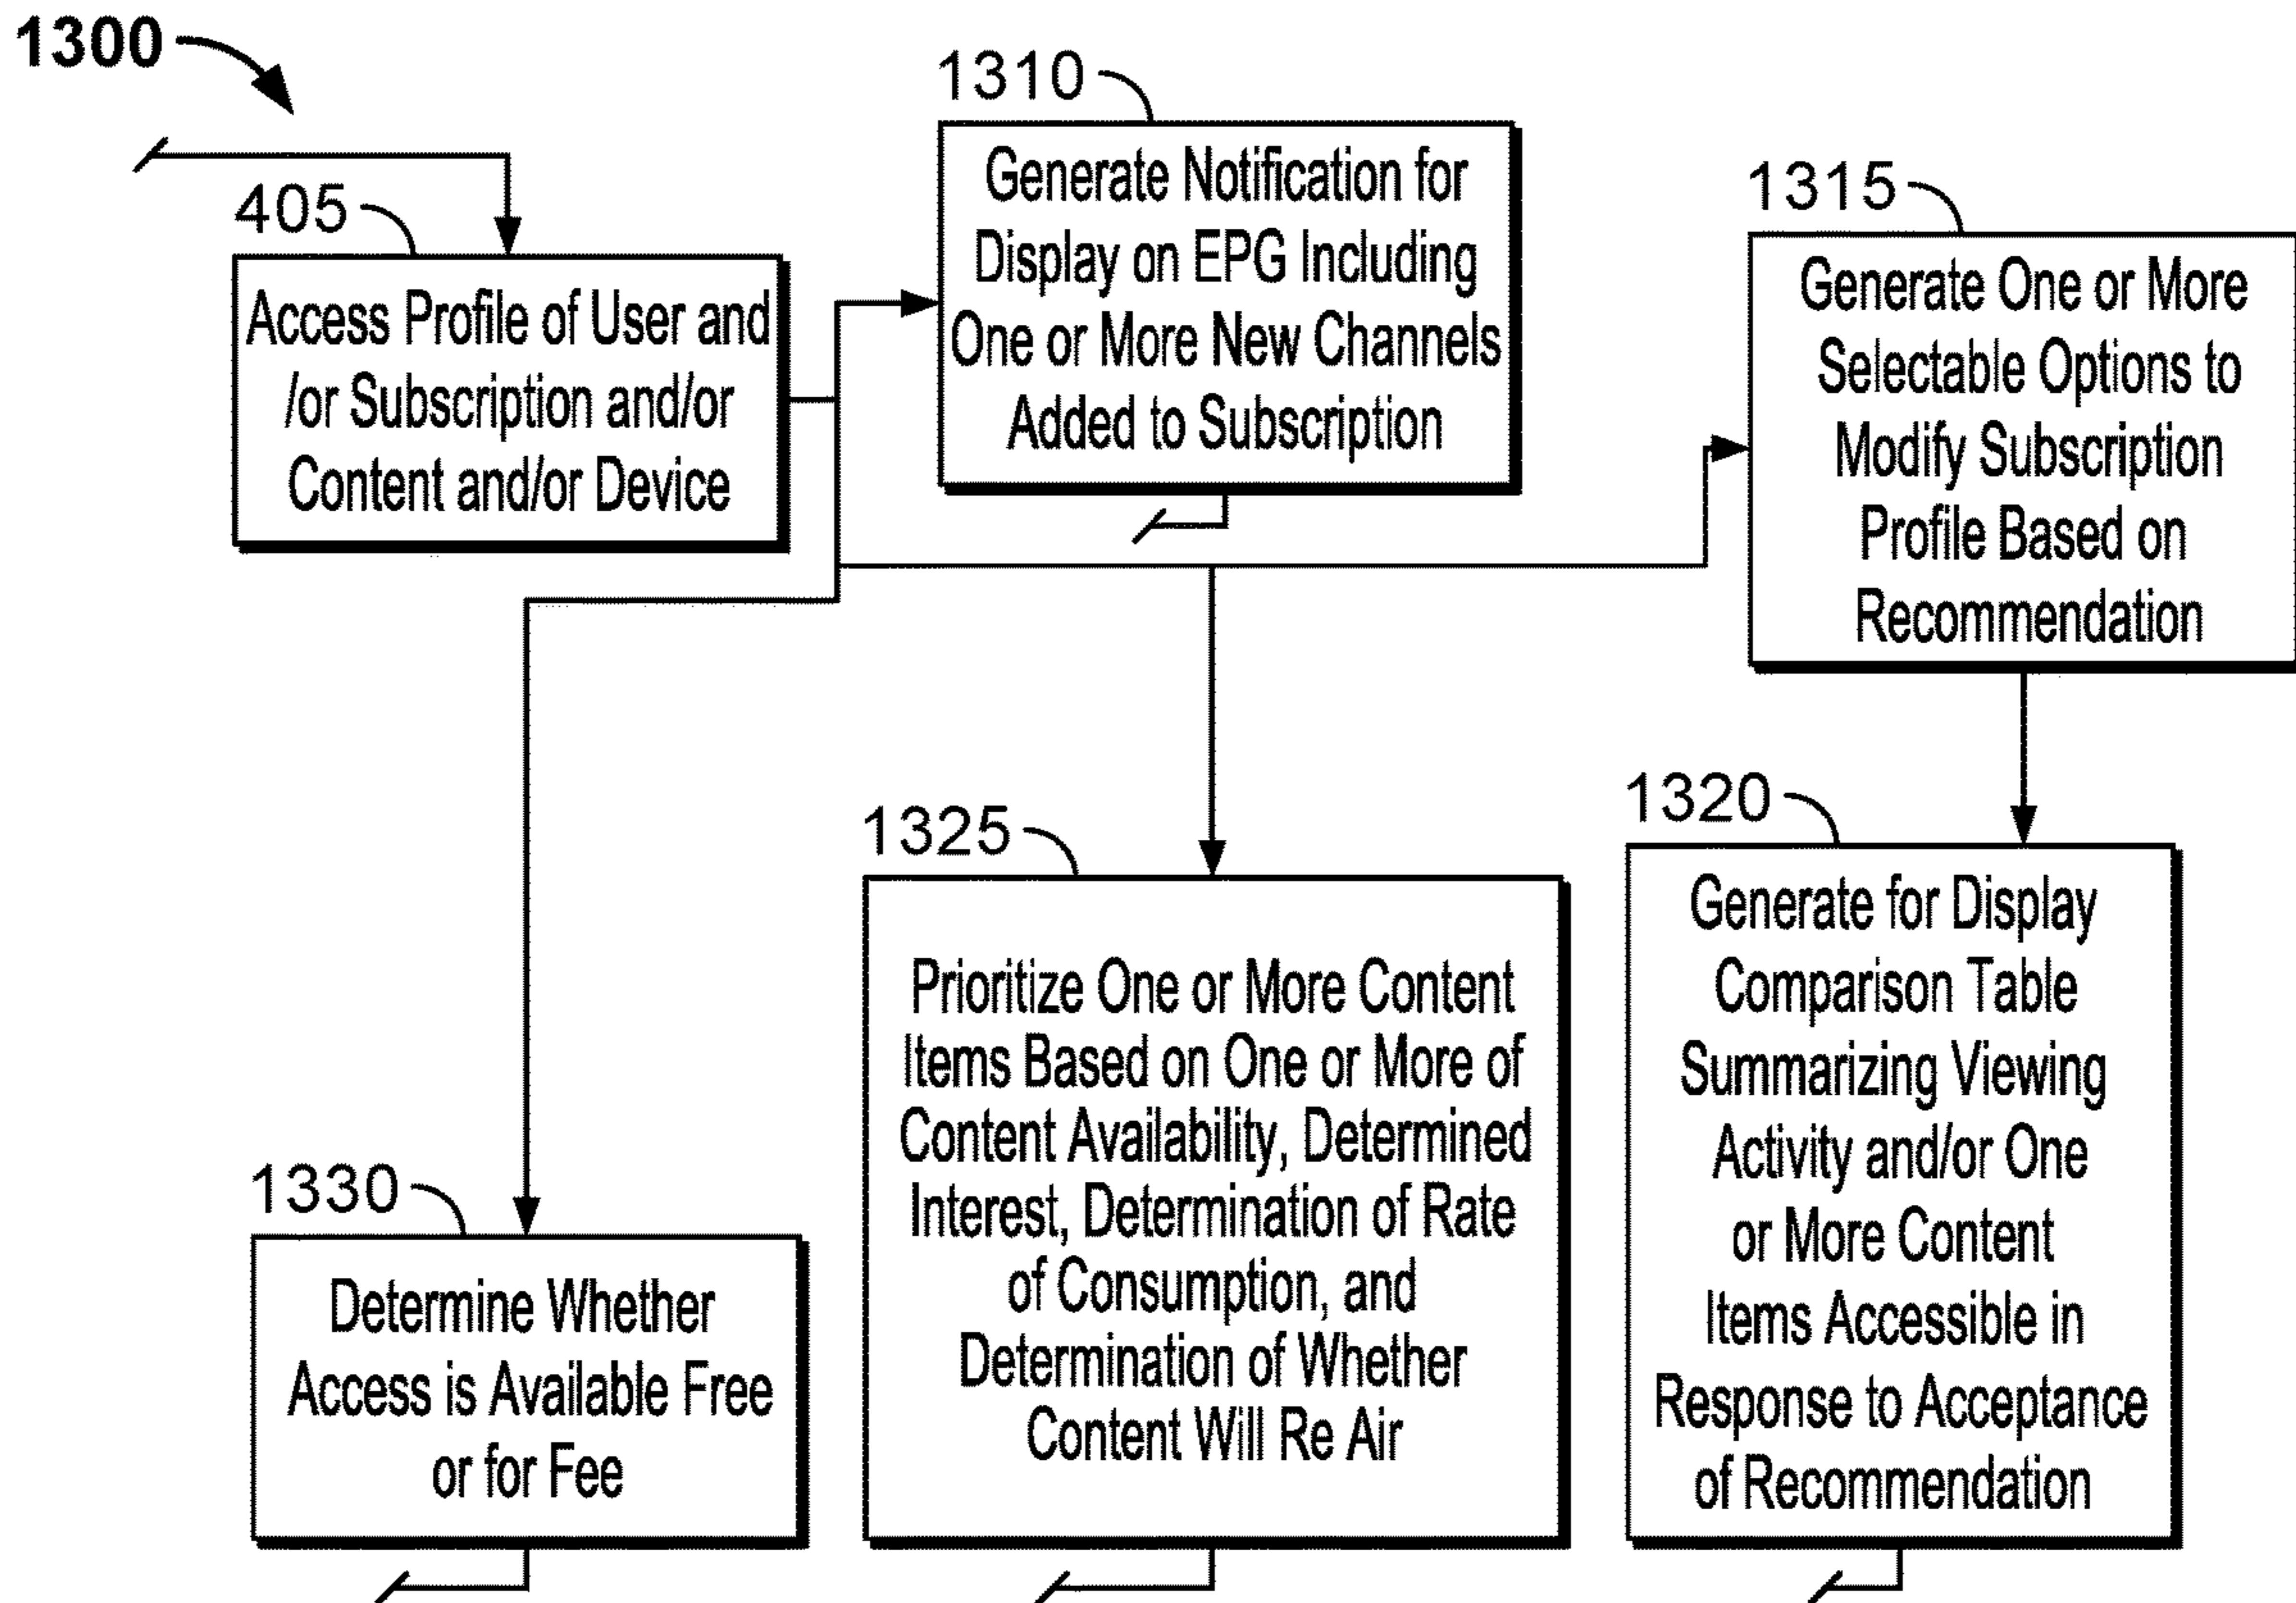 1300
405
Access Profile of User and
/or Subscription and/or
Content and/or Device
1310
Generate Notification for
Display on EPG Including
One or More New Channels
Added to Subscription
1315
Generate One or More
Selectable Options to
Modify Subscription
Profile Based on
Recommendation
1320
Generate for Display
Comparison Table
Summarizing Viewing
Activity and/or One
or More Content
Items Accessible in
Response to Acceptance
of Recommendation
1325
Prioritize One or More Content
Items Based on One or More of
Content Availability, Determined
Interest, Determination of Rate
of Consumption, and
Determination of Whether
Content Will Re Air
1330
Determine Whether
Access is Available Free
or for Fee